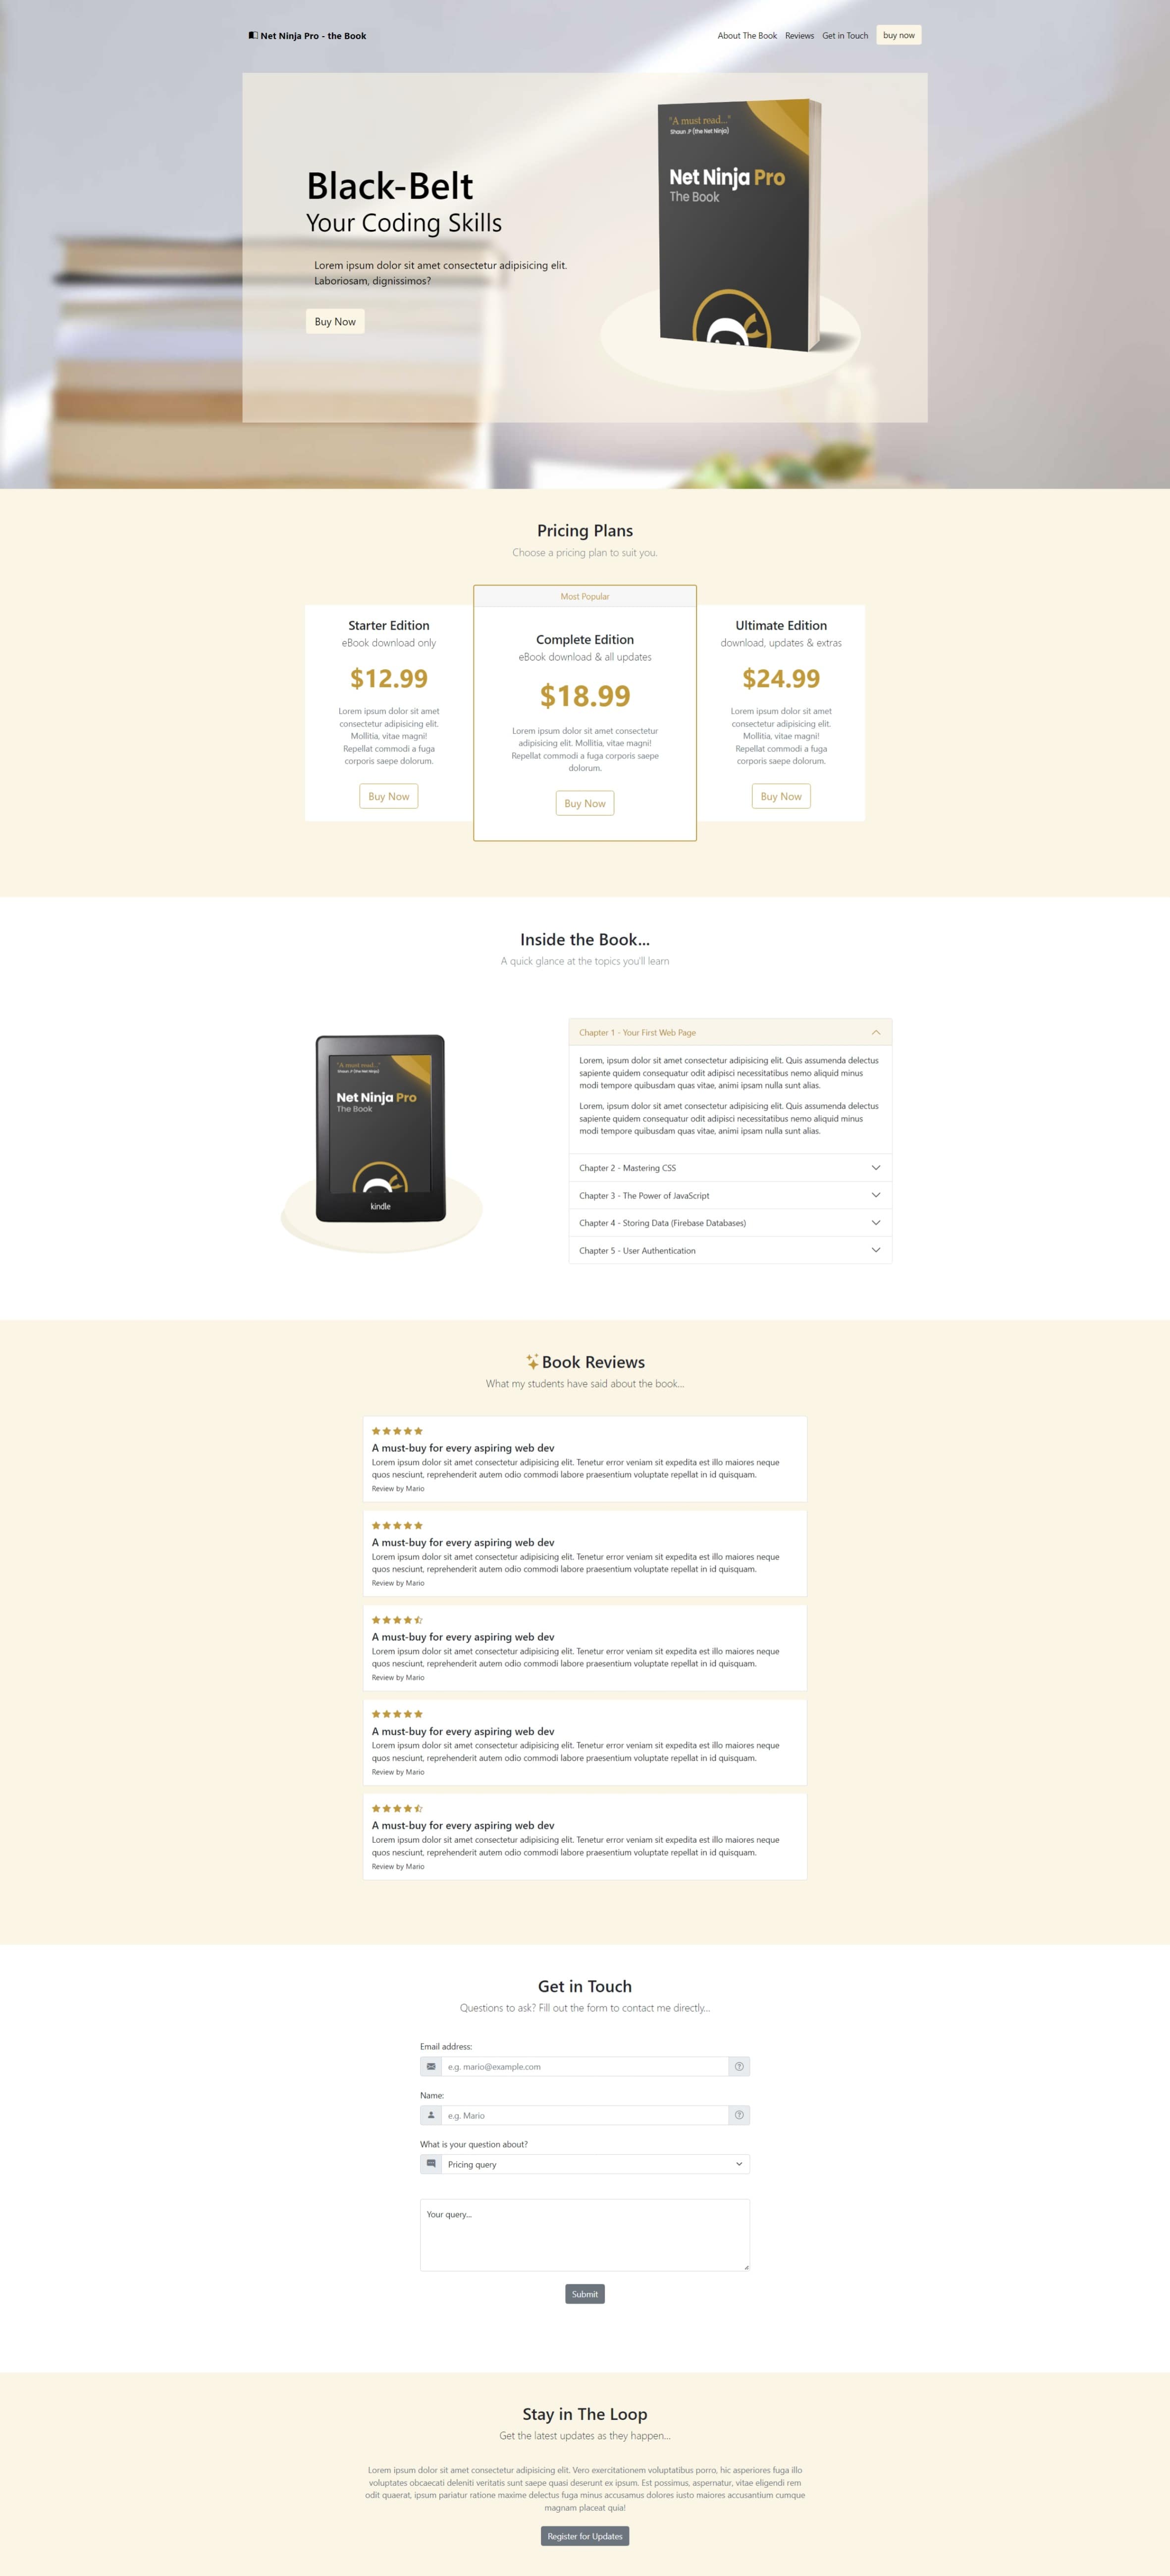 Net Ninja Pro - the Book
About The Book
Reviews
Get in Touch
buy now
Black-Belt
Your Coding Skills
Lorem ipsum dolor sit amet consectetur adipisicing elit.
Laboriosam, dignissimos?
Buy Now
"A must read..."
Shaun .P (the Net Ninja)
Net Ninja Pro
The Book
Pricing Plans
Choose a pricing plan to suit you.
Starter Edition
eBook download only
$12.99
Lorem ipsum dolor sit amet
consectetur adipisicing elit.
Mollitia, vitae magni!
Repellat commodi a fuga
corporis saepe dolorum.
Buy Now
Most Popular
Complete Edition
eBook download & all updates
$18.99
Lorem ipsum dolor sit amet consectetur
adipisicing elit. Mollitia, vitae magni!
Repellat commodi a fuga corporis saepe
dolorum.
Buy Now
Ultimate Edition
download, updates & extras
$24.99
Lorem ipsum dolor sit amet
consectetur adipisicing elit.
Mollitia, vitae magni!
Repellat commodi a fuga
corporis saepe dolorum.
Buy Now
Inside the Book...
A quick glance at the topics you'll learn
"A must read..."
Shaun .P (the Net Ninja)
Net Ninja Pro
The Book
kindle
Chapter 1 - Your First Web Page
Lorem, ipsum dolor sit amet consectetur adipisicing elit. Quis assumenda delectus
sapiente quidem consequatur odit adipisci necessitatibus nemo aliquid minus
modi tempore quibusdam quas vitae, animi ipsam nulla sunt alias.
Lorem, ipsum dolor sit amet consectetur adipisicing elit. Quis assumenda delectus
sapiente quidem consequatur odit adipisci necessitatibus nemo aliquid minus
modi tempore quibusdam quas vitae, animi ipsam nulla sunt alias.
Chapter 2 - Mastering CSS
Chapter 3 - The Power of JavaScript
Chapter 4 - Storing Data (Firebase Databases)
Chapter 5 - User Authentication
Book Reviews
What my students have said about the book...
A must-buy for every aspiring web dev
Lorem ipsum dolor sit amet consectetur adipisicing elit. Tenetur error veniam sit expedita est illo maiores neque
quos nesciunt, reprehenderit autem odio commodi labore praesentium voluptate repellat in id quisquam.
Review by Mario
A must-buy for every aspiring web dev
Lorem ipsum dolor sit amet consectetur adipisicing elit. Tenetur error veniam sit expedita est illo maiores neque
quos nesciunt, reprehenderit autem odio commodi labore praesentium voluptate repellat in id quisquam.
Review by Mario
A must-buy for every aspiring web dev
Lorem ipsum dolor sit amet consectetur adipisicing elit. Tenetur error veniam sit expedita est illo maiores neque
quos nesciunt, reprehenderit autem odio commodi labore praesentium voluptate repellat in id quisquam.
Review by Mario
A must-buy for every aspiring web dev
Lorem ipsum dolor sit amet consectetur adipisicing elit. Tenetur error veniam sit expedita est illo maiores neque
quos nesciunt, reprehenderit autem odio commodi labore praesentium voluptate repellat in id quisquam.
Review by Mario
A must-buy for every aspiring web dev
Lorem ipsum dolor sit amet consectetur adipisicing elit. Tenetur error veniam sit expedita est illo maiores neque
quos nesciunt, reprehenderit autem odio commodi labore praesentium voluptate repellat in id quisquam.
Review by Mario
Get in Touch
Questions to ask? Fill out the form to contact me directly...
Email address:
e.g. mario@example.com
Name:
e.g. Mario
What is your question about?
Pricing query
Your query...
Submit
Stay in The Loop
Get the latest updates as they happen...
Lorem ipsum dolor sit amet consectetur adipisicing elit. Vero exercitationem voluptatibus porro, hic asperiores fuga illo
voluptates obcaecati deleniti veritatis sunt saepe quasi deserunt ex ipsum. Est possimus, aspernatur, vitae eligendi rem
odit quaerat, ipsum pariatur ratione maxime delectus fuga minus accusamus dolores iusto maiores accusantium cumque
magnam placeat quia!
Register for Updates